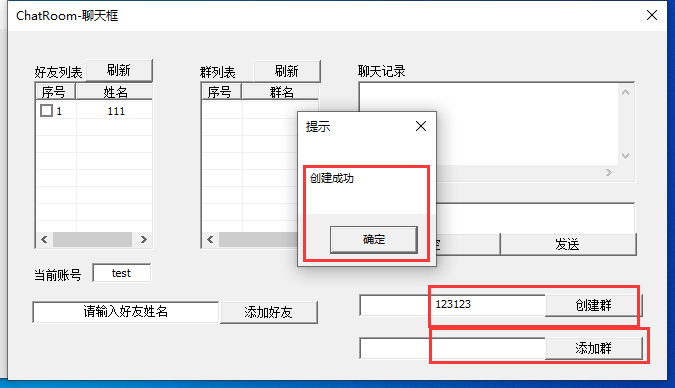 ChatRoom-聊天框
好友列表 刷新
群列表 刷新
聊天记录
序号 姓名
序号 群名
1 111
提示
创建成功
确定
空 发送
当前账号 test
123123 创建群
请输入好友姓名 添加好友
添加群